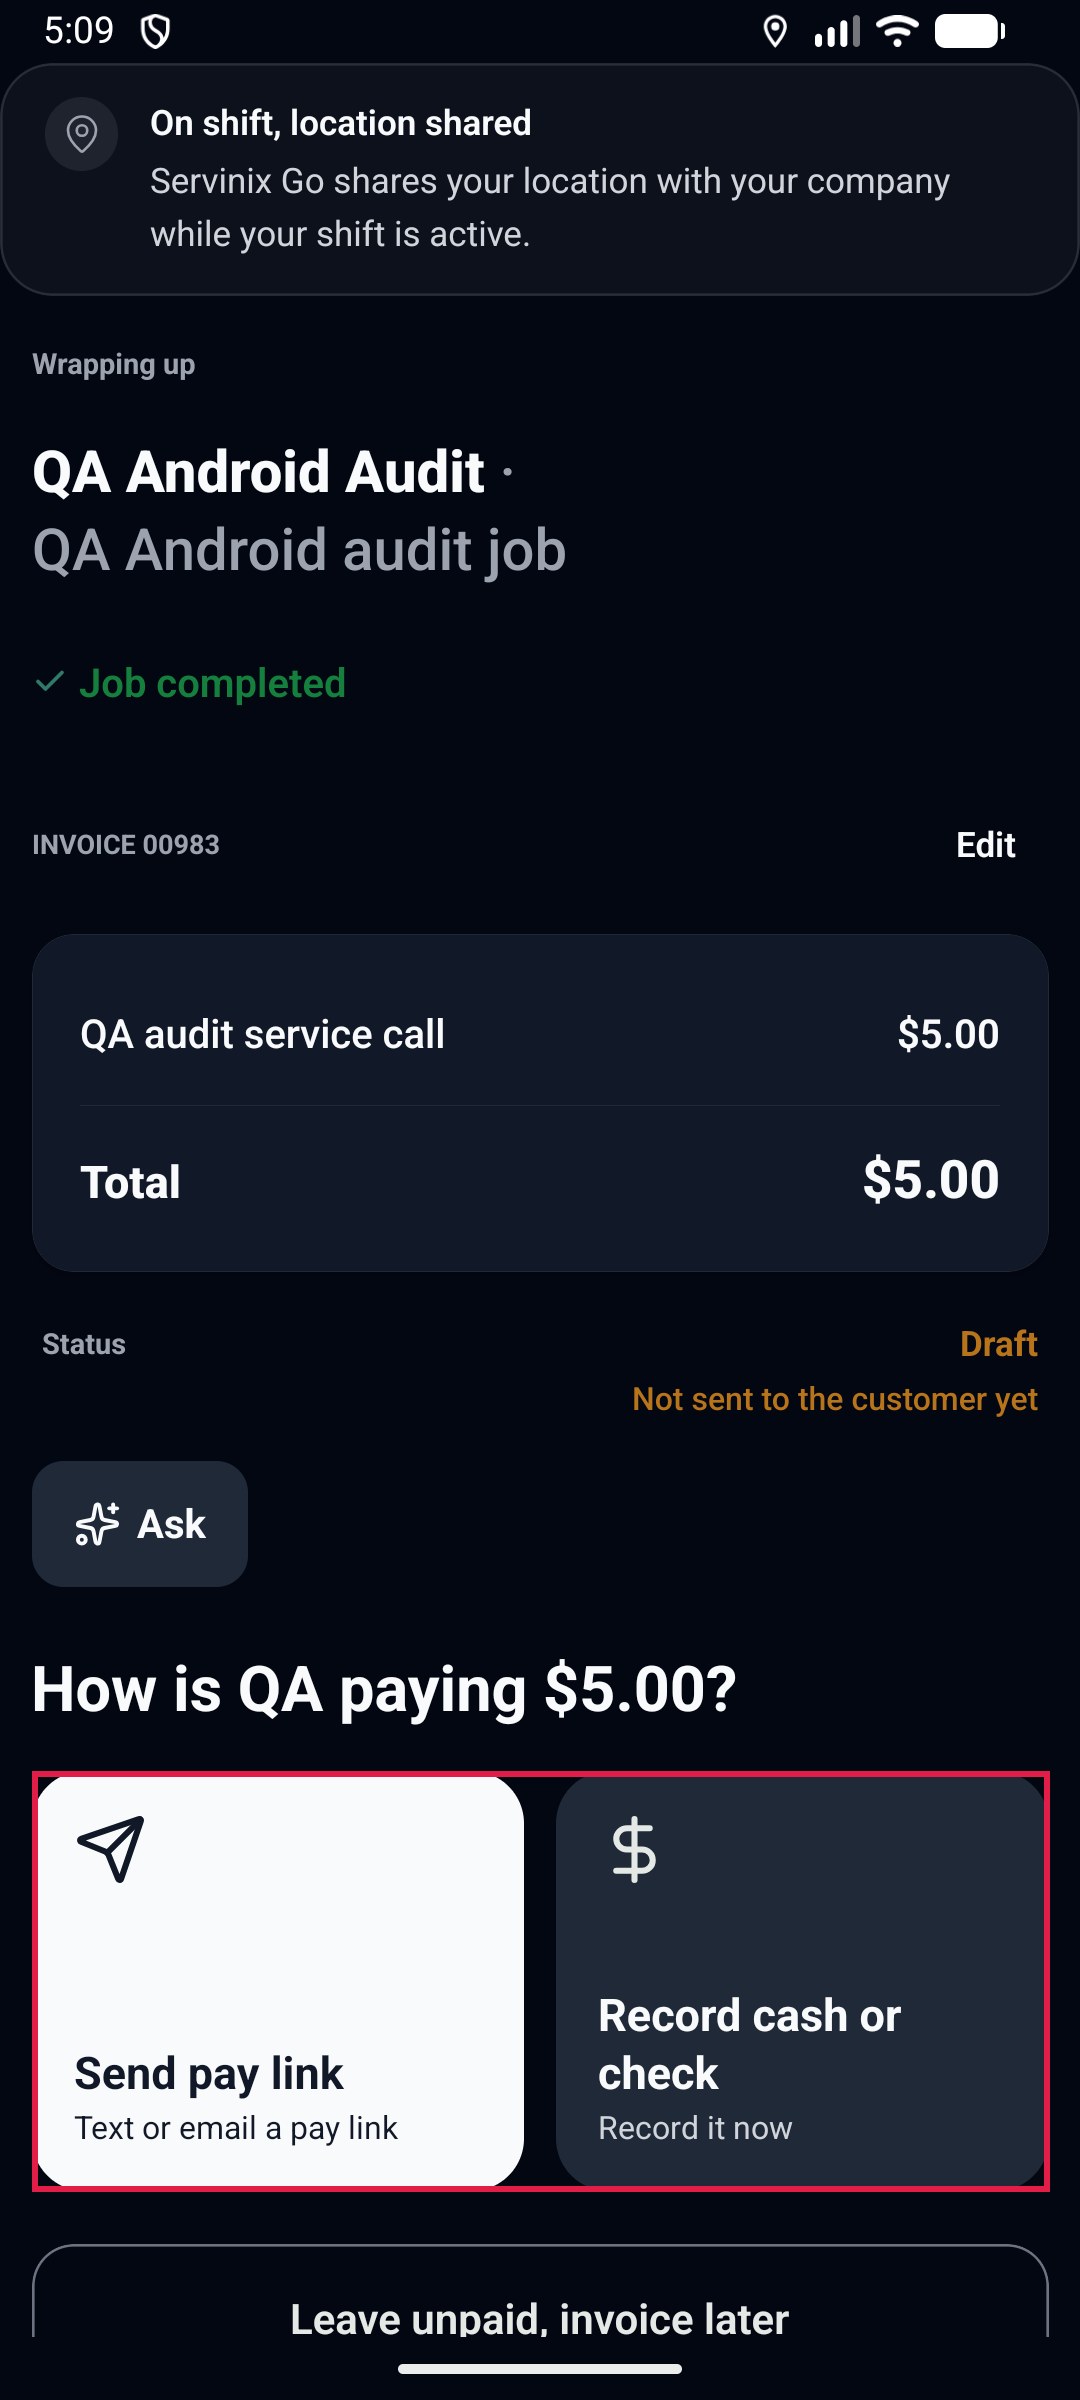 5:09
On shift, location shared
Servinix Go shares your location with your company
while your shift is active.
Wrapping up
QA Android Audit ·
QA Android audit job
Job completed
INVOICE 00983
Edit
QA audit service call
$5.00
Total
$5.00
Status
Draft
Not sent to the customer yet
Ask
How is QA paying $5.00?
Send pay link
Text or email a pay link
Record cash or
check
Record it now
Leave unpaid, invoice later